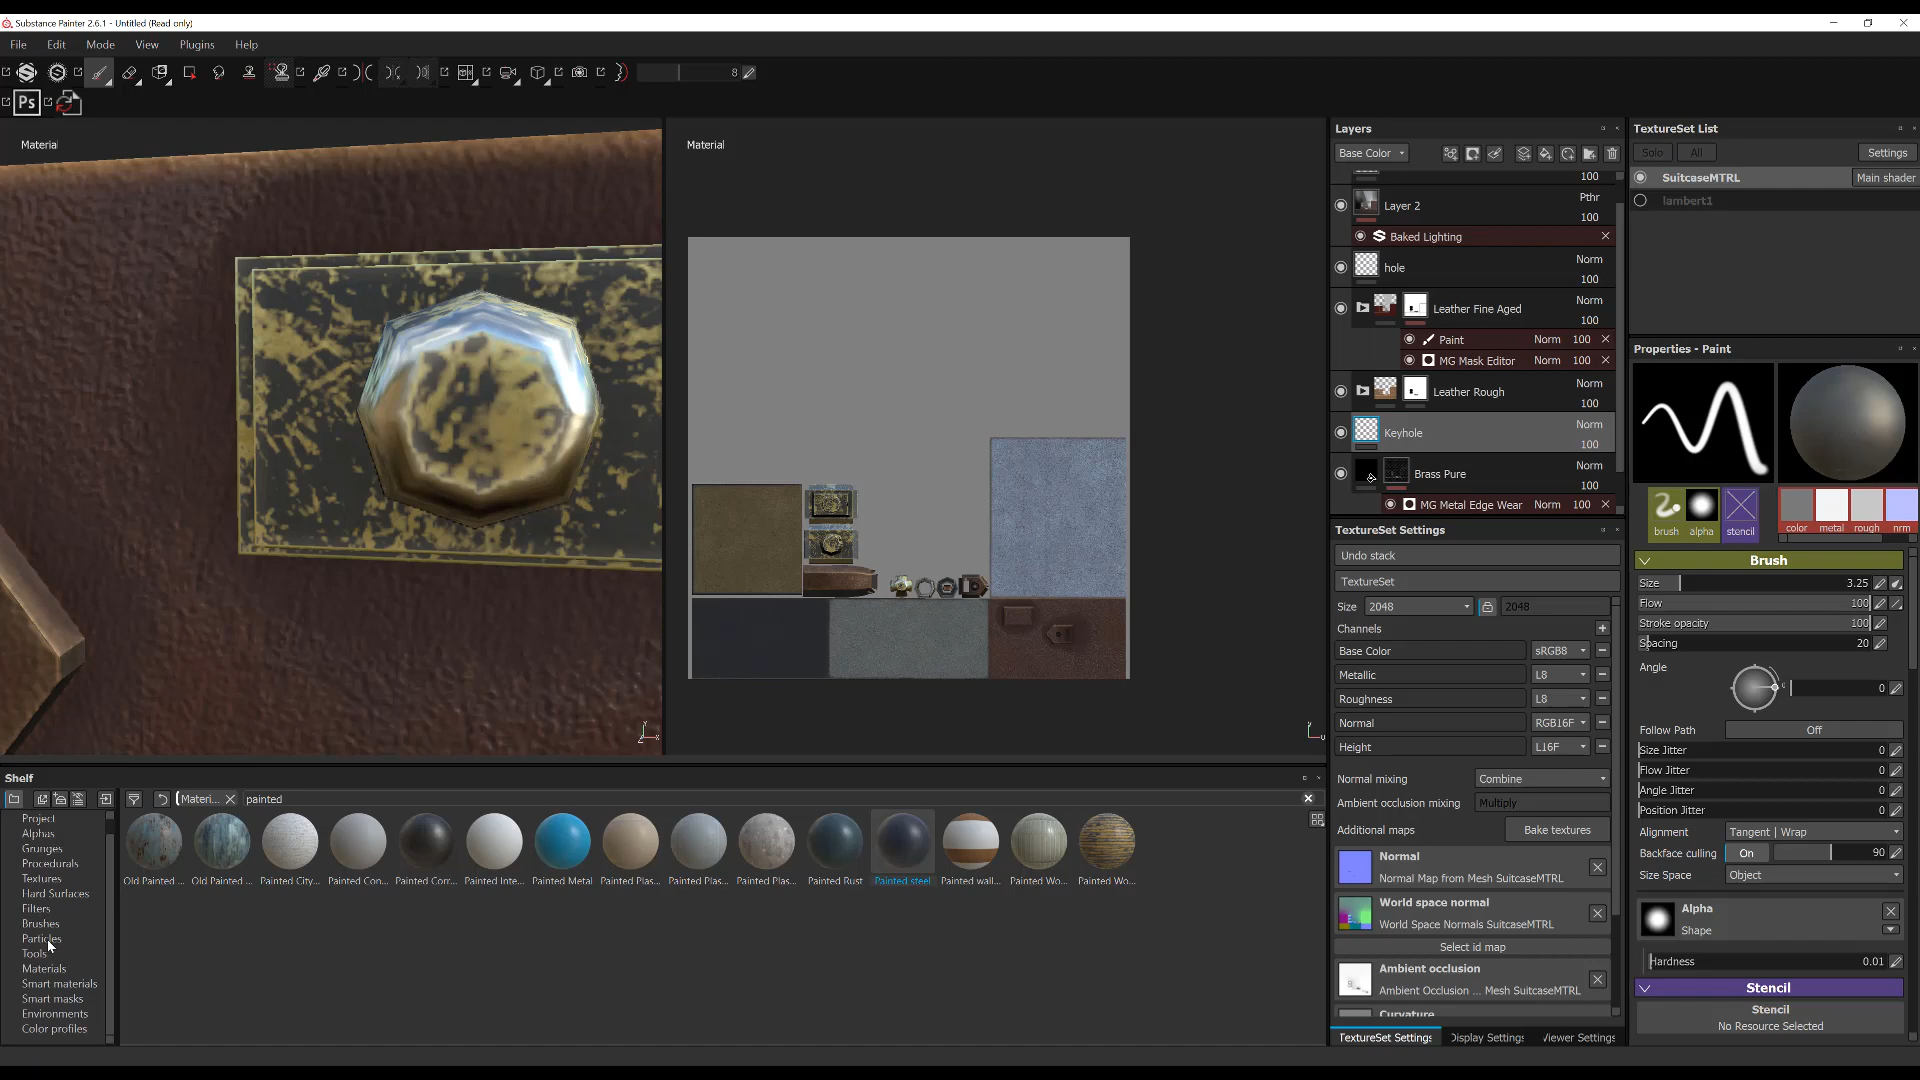 Substance Painter 2.6.1 - Untitled (Read only)
File Edit Mode View Plugins Help
8
Ps
Material
Material
Layers
Base Color
100
Layer 2 Pthr
100
Baked Lighting
hole Norm
100
Leather Fine Aged Norm
100
Paint Norm 100
MG Mask Editor Norm 100
Leather Rough Norm
100
Keyhole Norm
100
Brass Pure Norm
100
MG Metal Edge Wear Norm 100
TextureSet Settings
Undo stack
TextureSet
Size 2048 2048
Channels
Base Color sRGB8
Metallic L8
Roughness L8
Normal RGB16F
Height L16F
Normal mixing Combine
Ambient occlusion mixing Multiply
Additional maps Bake textures
Normal
Normal Map from Mesh SuitcaseMTRL
World space normal
World Space Normals SuitcaseMTRL
Select id map
Ambient occlusion
Ambient Occlusion ... Mesh SuitcaseMTRL
Curvature
TextureSet Settings Display Settings Viewer Settings
TextureSet List
Solo All Settings
SuitcaseMTRL Main shader
lambert1
Properties - Paint
brush alpha stencil color metal rough nrm
Brush
Size 3.25
Flow 100
Stroke opacity 100
Spacing 20
Angle 0
Follow Path Off
Size Jitter 0
Flow Jitter 0
Angle Jitter 0
Position Jitter 0
Alignment Tangent | Wrap
Backface culling On 90
Size Space Object
Alpha
Shape
Hardness 0.01
Stencil
Stencil
No Resource Selected
Shelf
Materi... painted
Project
Alphas
Grunges
Procedurals
Textures
Hard Surfaces
Filters
Brushes
Particles
Tools
Materials
Smart materials
Smart masks
Environments
Color profiles
Old Painted ... Old Painted ... Painted City... Painted Con... Painted Corr... Painted Inte... Painted Metal Painted Plas... Painted Plas... Painted Plas... Painted Rust Painted steel Painted wall... Painted Wo... Painted Wo...